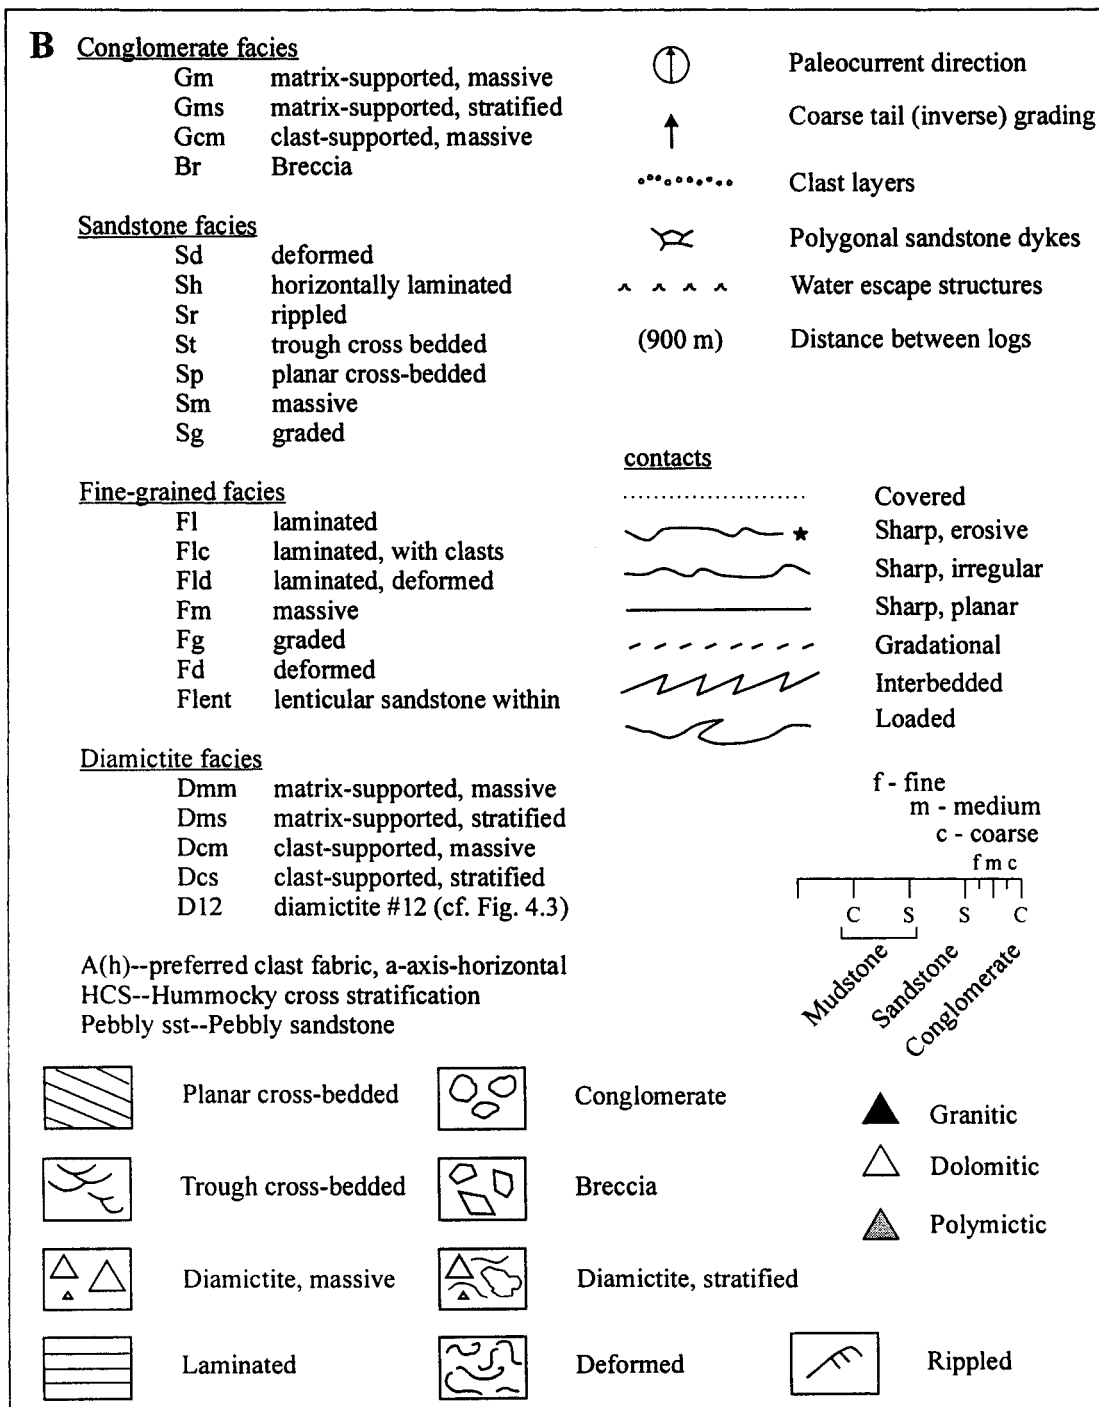 B Conglomerate facies
Gm matrix-supported, massive
Gms matrix-supported, stratified
Gcm clast-supported, massive
Br Breccia
Sandstone facies
Sd deformed
Sh horizontally laminated
Sr rippled
St trough cross bedded
Sp planar cross-bedded
Sm massive
Sg graded
Fine-grained facies
Fl laminated
Flc laminated, with clasts
Fld laminated, deformed
Fm massive
Fg graded
Fd deformed
Flent lenticular sandstone within
Diamictite facies
Dmm matrix-supported, massive
Dms matrix-supported, stratified
Dcm clast-supported, massive
Dcs clast-supported, stratified
D12 diamictite #12 (cf. Fig. 4.3)
A(h)--preferred clast fabric, a-axis-horizontal
HCS--Hummocky cross stratification
Pebbly sst--Pebbly sandstone
Paleocurrent direction
Coarse tail (inverse) grading
Clast layers
Polygonal sandstone dykes
Water escape structures
(900 m) Distance between logs
contacts
Covered
Sharp, erosive
Sharp, irregular
Sharp, planar
Gradational
Interbedded
Loaded
f - fine
m - medium
c - coarse
f m c
C S S C
Mudstone
Sandstone
Conglomerate
Planar cross-bedded
Conglomerate
Granitic
Dolomitic
Trough cross-bedded
Breccia
Polymictic
Diamictite, massive
Diamictite, stratified
Laminated
Deformed
Rippled